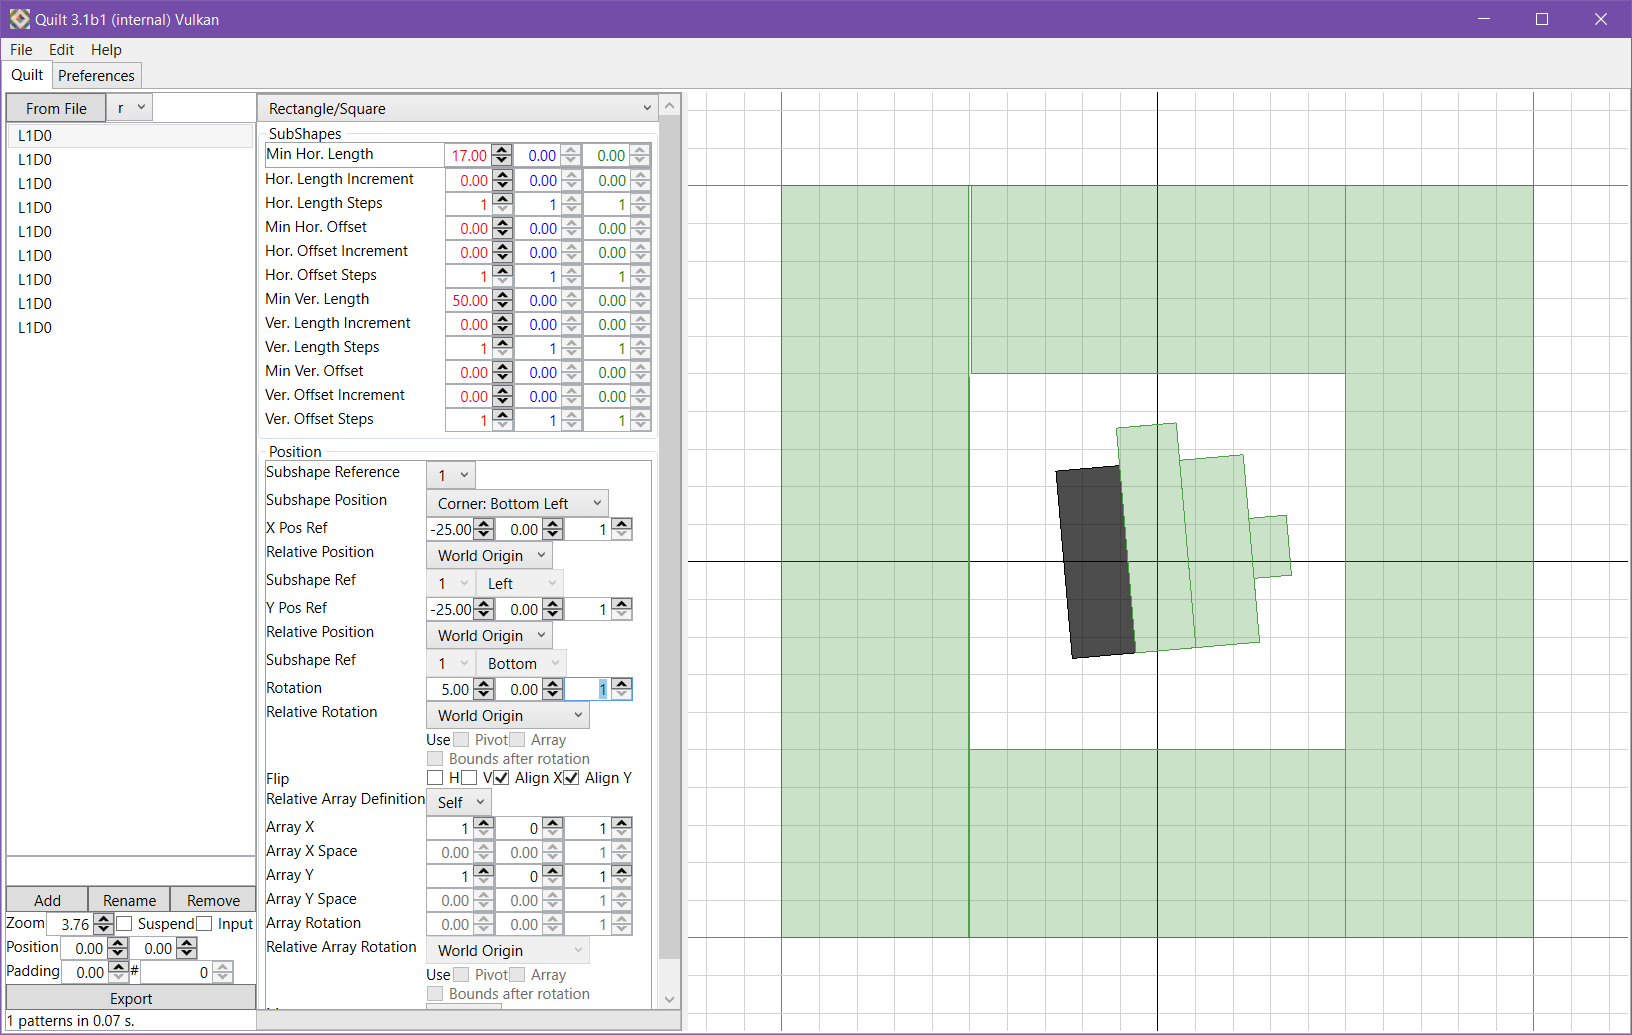 Quilt 3.1b1 (internal) Vulkan
File Edit Help
Quilt Preferences
From File r
L1D0
L1D0
L1D0
L1D0
L1D0
L1D0
L1D0
L1D0
L1D0
Add Rename Remove
Zoom 3.76 Suspend Input
Position 0.00 0.00
Padding 0.00 # 0
Export
1 patterns in 0.07 s.
Rectangle/Square
SubShapes
Min Hor. Length 17.00 0.00 0.00
Hor. Length Increment 0.00 0.00 0.00
Hor. Length Steps 1 1 1
Min Hor. Offset 0.00 0.00 0.00
Hor. Offset Increment 0.00 0.00 0.00
Hor. Offset Steps 1 1 1
Min Ver. Length 50.00 0.00 0.00
Ver. Length Increment 0.00 0.00 0.00
Ver. Length Steps 1 1 1
Min Ver. Offset 0.00 0.00 0.00
Ver. Offset Increment 0.00 0.00 0.00
Ver. Offset Steps 1 1 1
Position
Subshape Reference 1
Subshape Position Corner: Bottom Left
X Pos Ref -25.00 0.00 1
Relative Position World Origin
Subshape Ref 1 Left
Y Pos Ref -25.00 0.00 1
Relative Position World Origin
Subshape Ref 1 Bottom
Rotation 5.00 0.00 1
Relative Rotation World Origin
Use Pivot Array
Bounds after rotation
Flip H V Align X Align Y
Relative Array Definition Self
Array X 1 0 1
Array X Space 0.00 0.00 1
Array Y 1 0 1
Array Y Space 0.00 0.00 1
Array Rotation 0.00 0.00 1
Relative Array Rotation World Origin
Use Pivot Array
Bounds after rotation